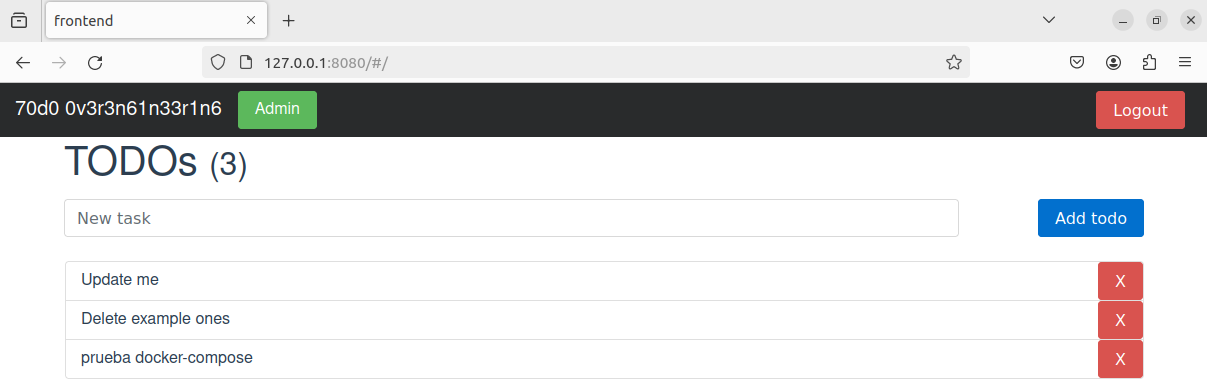 frontend
127.0.0.1:8080/#/
70d0 0v3r3n61n33r1n6 Admin Logout
TODOs (3)
New task Add todo
Update me X
Delete example ones X
prueba docker-compose X